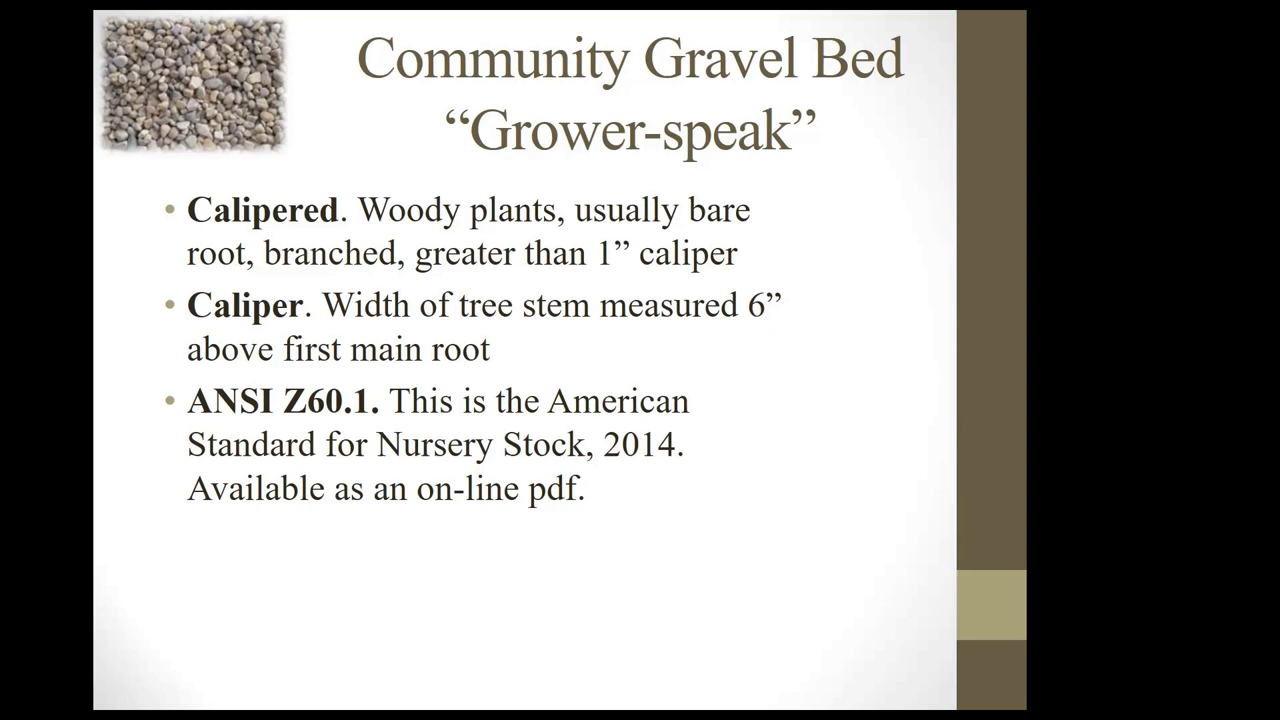 Community Gravel Bed
“Grower-speak”
• Calipered. Woody plants, usually bare
root, branched, greater than 1” caliper
• Caliper. Width of tree stem measured 6”
above first main root
• ANSI Z60.1. This is the American
Standard for Nursery Stock, 2014.
Available as an on-line pdf.